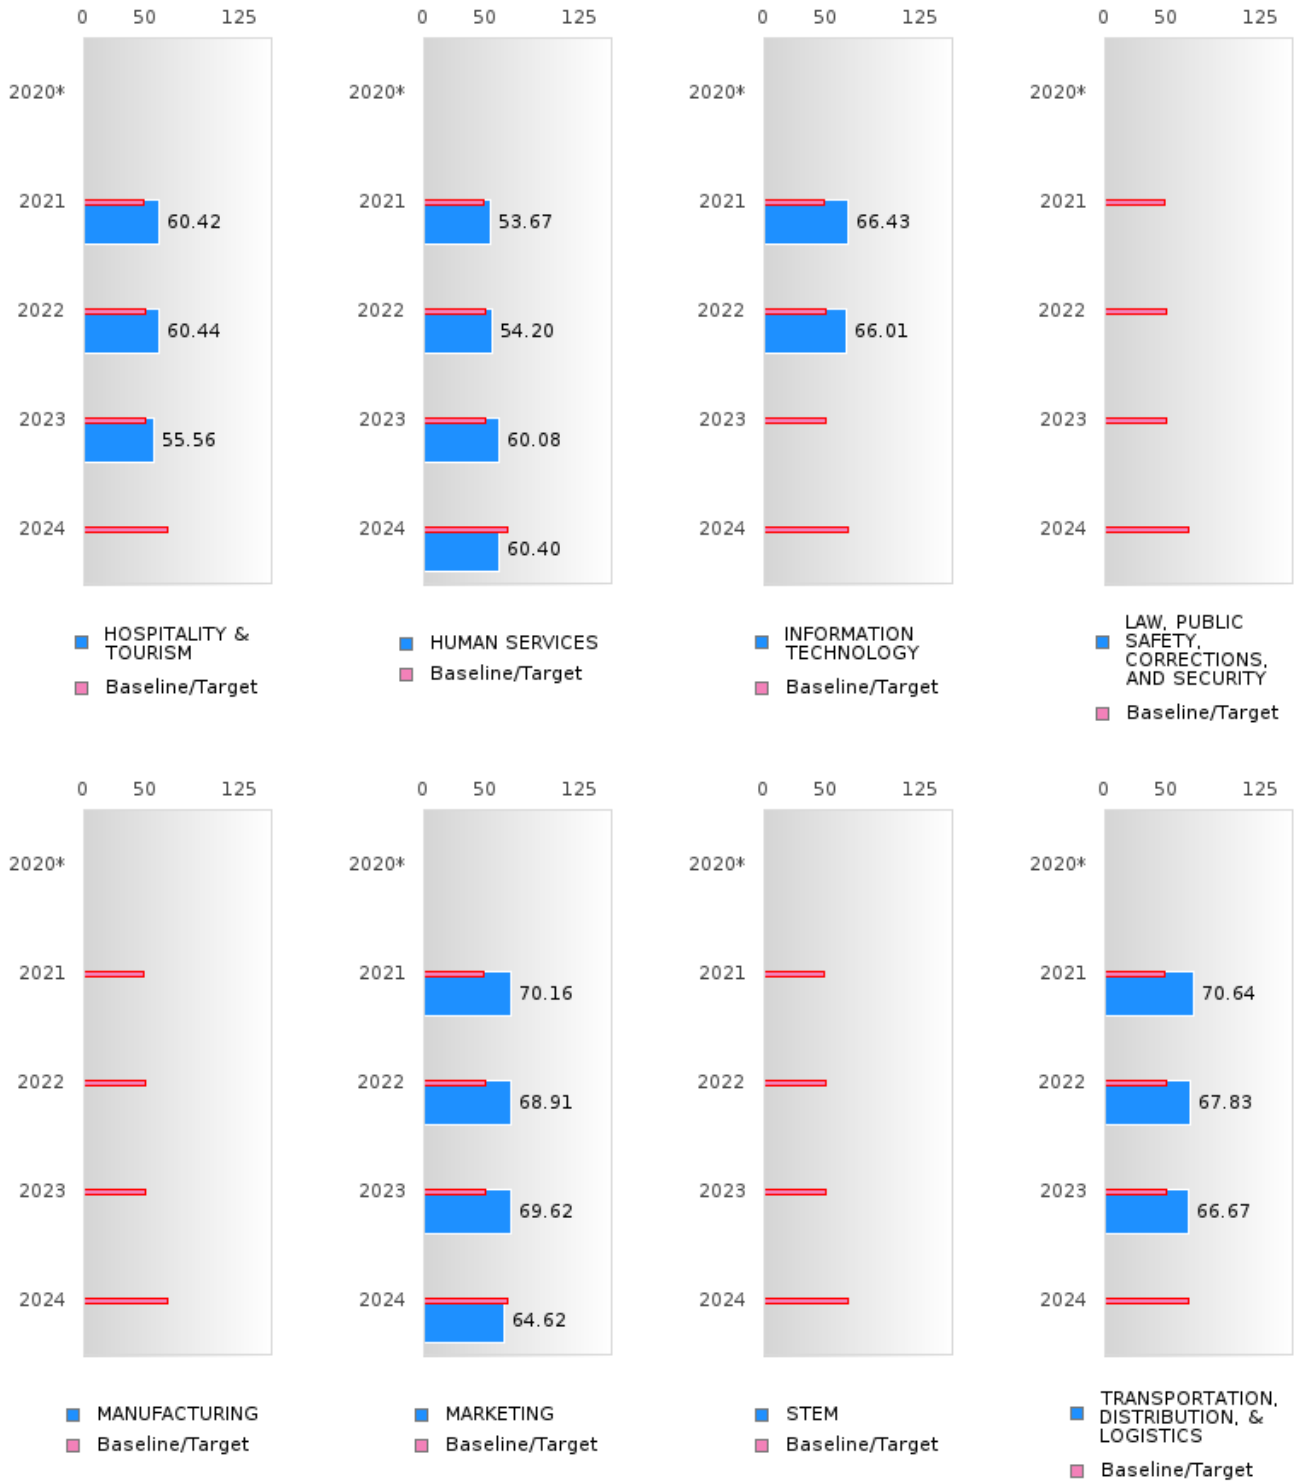 0 50 125
0 50 125
0 50 125
0 50 125
2020*
2020*
2020*
2020*
2021
60.42
2021
53.67
2021
66.43
2021
2022
60.44
2022
54.20
2022
66.01
2022
2023
55.56
2023
60.08
2023
2023
2024
2024
60.40
2024
2024
HOSPITALITY &
TOURISM
Baseline/Target
HUMAN SERVICES
Baseline/Target
INFORMATION
TECHNOLOGY
Baseline/Target
LAW, PUBLIC
SAFETY,
CORRECTIONS,
AND SECURITY
Baseline/Target
0 50 125
0 50 125
0 50 125
0 50 125
2020*
2020*
2020*
2020*
2021
2021
70.16
2021
2021
70.64
2022
2022
68.91
2022
2022
67.83
2023
2023
69.62
2023
2023
66.67
2024
2024
64.62
2024
2024
MANUFACTURING
Baseline/Target
MARKETING
Baseline/Target
STEM
Baseline/Target
TRANSPORTATION,
DISTRIBUTION, &
LOGISTICS
Baseline/Target